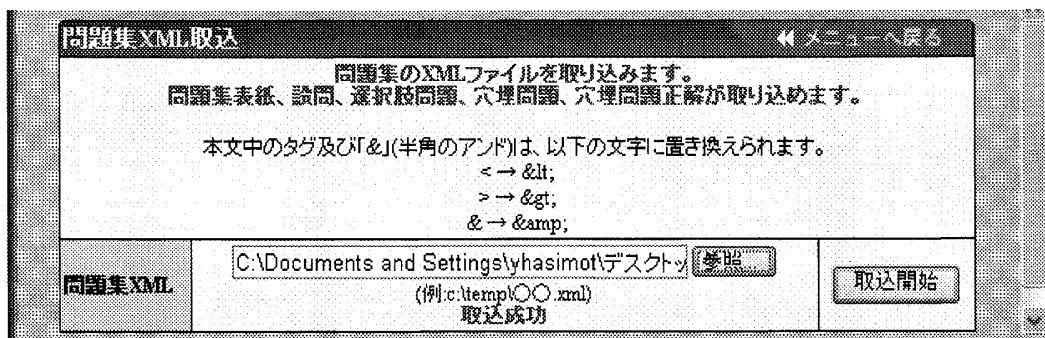 問題集XML取込
メニューへ戻る
問題集のXMLファイルを取り込みます。
問題集表紙、設問、選択肢問題、穴埋問題、穴埋問題正解が取り込めます。
本文中のタグ及び「&」(半角のアンド)は、以下の文字に置き換えられます。
< → &lt;
> → &gt;
& → &amp;
問題集XML
C:\Documents and Settings\yhasimot\デスクトッ
参照...
(例:c:\temp\〇〇.xml)
取込成功
取込開始